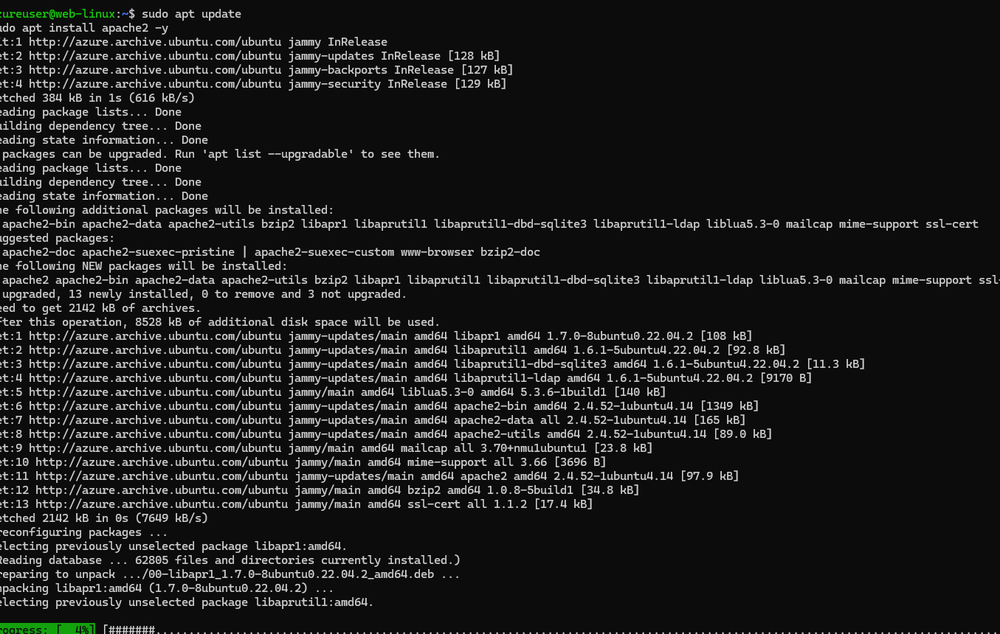 zureuser@web-linux:~$ sudo apt update
udo apt install apache2 -y
it:1 http://azure.archive.ubuntu.com/ubuntu jammy InRelease
et:2 http://azure.archive.ubuntu.com/ubuntu jammy-updates InRelease [128 kB]
et:3 http://azure.archive.ubuntu.com/ubuntu jammy-backports InRelease [127 kB]
et:4 http://azure.archive.ubuntu.com/ubuntu jammy-security InRelease [129 kB]
etched 384 kB in 1s (616 kB/s)
eading package lists... Done
uilding dependency tree... Done
eading state information... Done
packages can be upgraded. Run 'apt list --upgradable' to see them.
eading package lists... Done
uilding dependency tree... Done
eading state information... Done
he following additional packages will be installed:
apache2-bin apache2-data apache2-utils bzip2 libapr1 libaprutil1 libaprutil1-dbd-sqlite3 libaprutil1-ldap liblua5.3-0 mailcap mime-support ssl-cert
uggested packages:
apache2-doc apache2-suexec-pristine | apache2-suexec-custom www-browser bzip2-doc
he following NEW packages will be installed:
apache2 apache2-bin apache2-data apache2-utils bzip2 libapr1 libaprutil1 libaprutil1-dbd-sqlite3 libaprutil1-ldap liblua5.3-0 mailcap mime-support ssl-
upgraded, 13 newly installed, 0 to remove and 3 not upgraded.
eed to get 2142 kB of archives.
fter this operation, 8528 kB of additional disk space will be used.
et:1 http://azure.archive.ubuntu.com/ubuntu jammy-updates/main amd64 libapr1 amd64 1.7.0-8ubuntu0.22.04.2 [108 kB]
et:2 http://azure.archive.ubuntu.com/ubuntu jammy-updates/main amd64 libaprutil1 amd64 1.6.1-5ubuntu4.22.04.2 [92.8 kB]
et:3 http://azure.archive.ubuntu.com/ubuntu jammy-updates/main amd64 libaprutil1-dbd-sqlite3 amd64 1.6.1-5ubuntu4.22.04.2 [11.3 kB]
et:4 http://azure.archive.ubuntu.com/ubuntu jammy-updates/main amd64 libaprutil1-ldap amd64 1.6.1-5ubuntu4.22.04.2 [9170 B]
et:5 http://azure.archive.ubuntu.com/ubuntu jammy/main amd64 liblua5.3-0 amd64 5.3.6-1build1 [140 kB]
et:6 http://azure.archive.ubuntu.com/ubuntu jammy-updates/main amd64 apache2-bin amd64 2.4.52-1ubuntu4.14 [1349 kB]
et:7 http://azure.archive.ubuntu.com/ubuntu jammy-updates/main amd64 apache2-data all 2.4.52-1ubuntu4.14 [165 kB]
et:8 http://azure.archive.ubuntu.com/ubuntu jammy-updates/main amd64 apache2-utils amd64 2.4.52-1ubuntu4.14 [89.0 kB]
et:9 http://azure.archive.ubuntu.com/ubuntu jammy/main amd64 mailcap all 3.70+nmu1ubuntu1 [23.8 kB]
et:10 http://azure.archive.ubuntu.com/ubuntu jammy/main amd64 mime-support all 3.66 [3696 B]
et:11 http://azure.archive.ubuntu.com/ubuntu jammy-updates/main amd64 apache2 amd64 2.4.52-1ubuntu4.14 [97.9 kB]
et:12 http://azure.archive.ubuntu.com/ubuntu jammy/main amd64 bzip2 amd64 1.0.8-5build1 [34.8 kB]
et:13 http://azure.archive.ubuntu.com/ubuntu jammy/main amd64 ssl-cert all 1.1.2 [17.4 kB]
etched 2142 kB in 0s (7649 kB/s)
reconfiguring packages ...
electing previously unselected package libapr1:amd64.
Reading database ... 62805 files and directories currently installed.)
reparing to unpack .../00-libapr1_1.7.0-8ubuntu0.22.04.2_amd64.deb ...
npacking libapr1:amd64 (1.7.0-8ubuntu0.22.04.2) ...
electing previously unselected package libaprutil1:amd64.
rogress: [  4%] [#######.............................................................................................................................